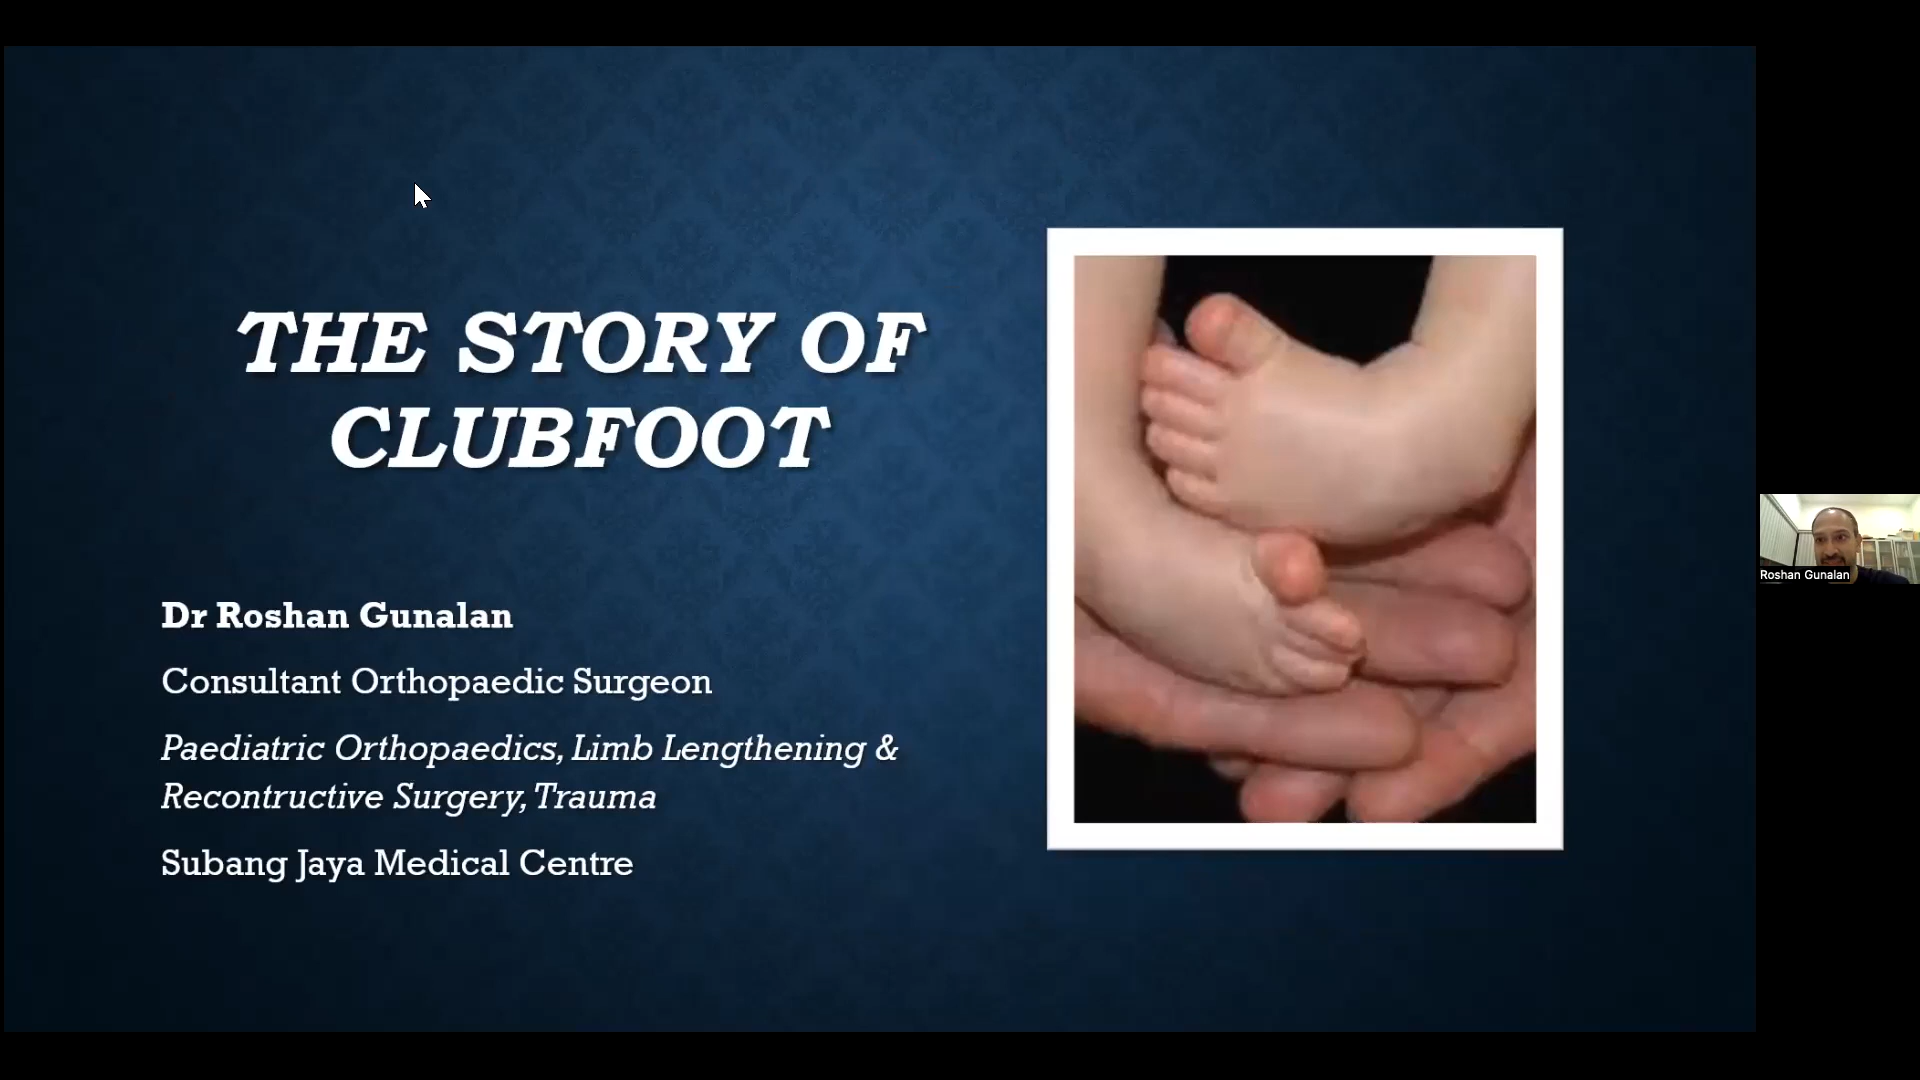 THE STORY OF
CLUBFOOT
Dr Roshan Gunalan
Consultant Orthopaedic Surgeon
Paediatric Orthopaedics, Limb Lengthening &
Recontructive Surgery, Trauma
Subang Jaya Medical Centre
Roshan Gunalan